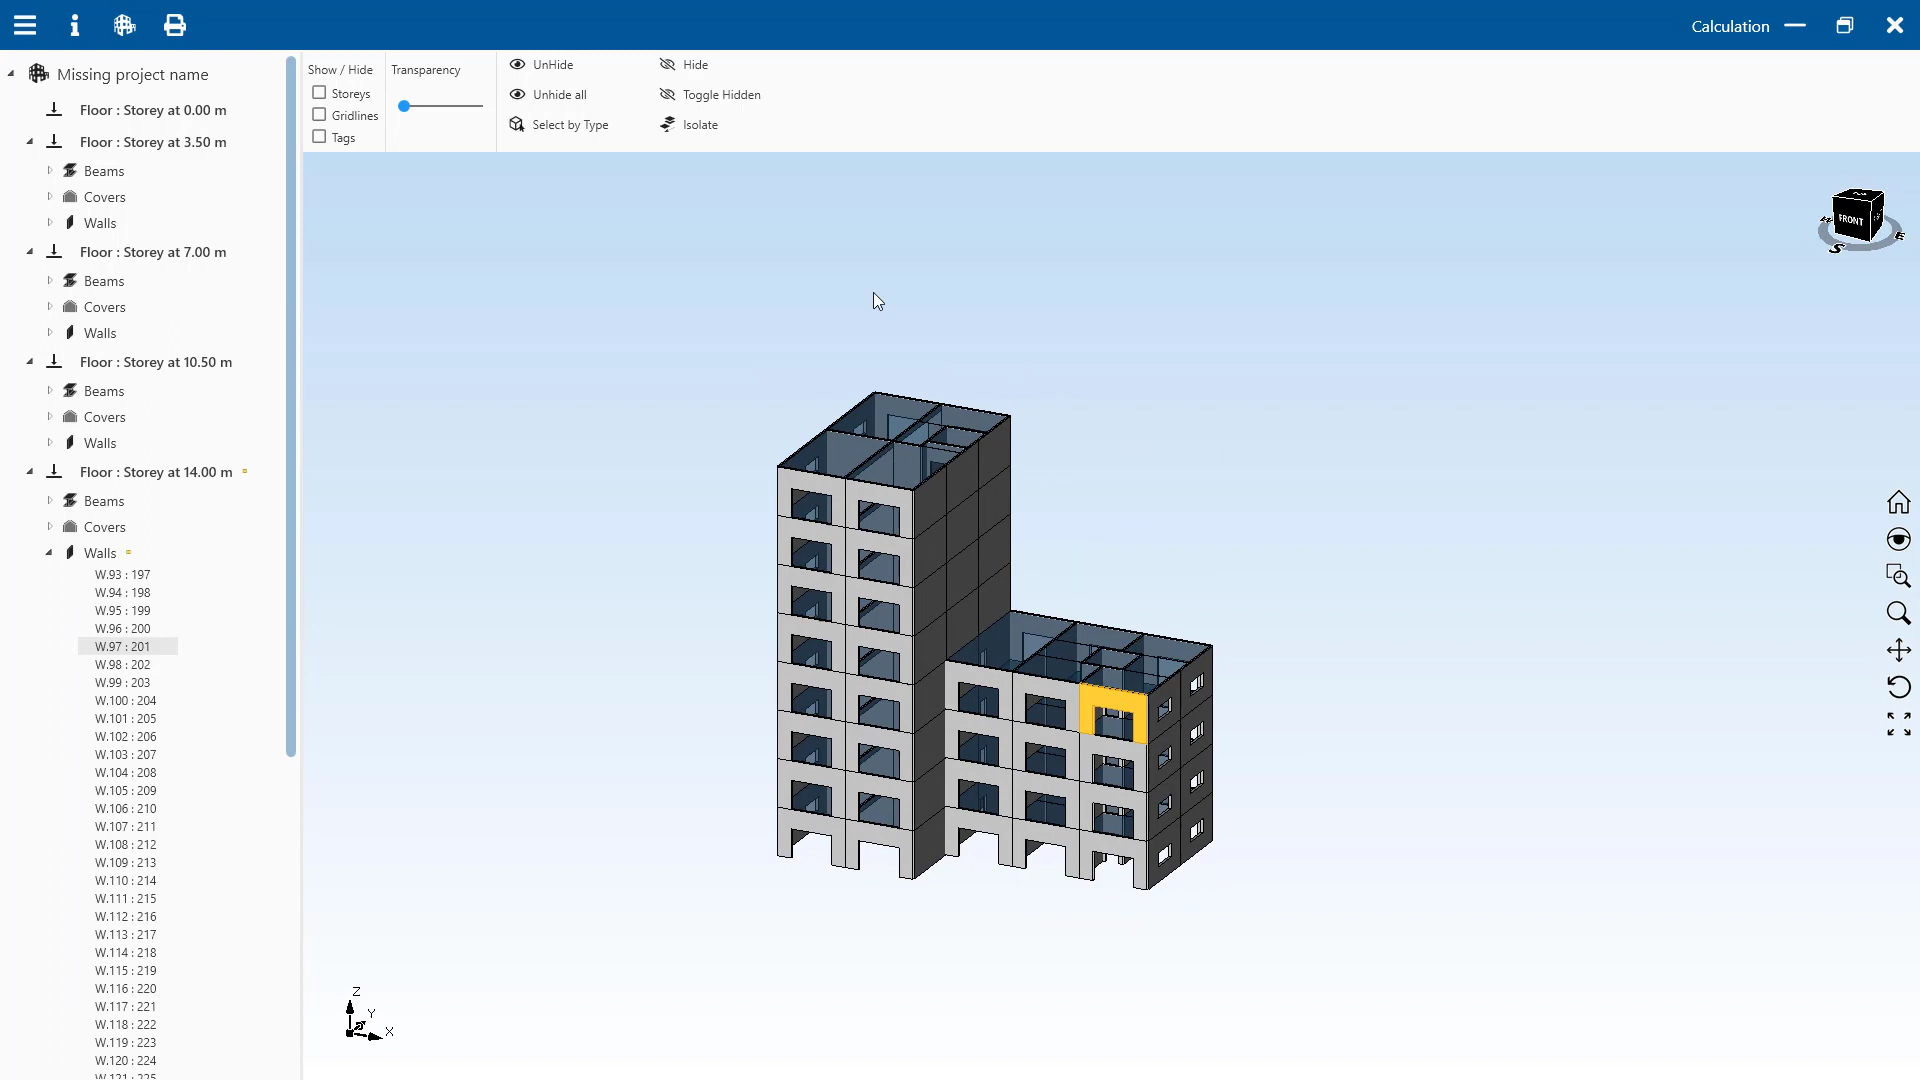 Calculation
Missing project name
Floor : Storey at 0.00 m
Floor : Storey at 3.50 m
Beams
Covers
Walls
Floor : Storey at 7.00 m
Beams
Covers
Walls
Floor : Storey at 10.50 m
Beams
Covers
Walls
Floor : Storey at 14.00 m
Beams
Covers
Walls
W.93 : 197
W.94 : 198
W.95 : 199
W.96 : 200
W.97 : 201
W.98 : 202
W.99 : 203
W.100 : 204
W.101 : 205
W.102 : 206
W.103 : 207
W.104 : 208
W.105 : 209
W.106 : 210
W.107 : 211
W.108 : 212
W.109 : 213
W.110 : 214
W.111 : 215
W.112 : 216
W.113 : 217
W.114 : 218
W.115 : 219
W.116 : 220
W.117 : 221
W.118 : 222
W.119 : 223
W.120 : 224
W.121 : 225
Show / Hide
Storeys
Gridlines
Tags
Transparency
UnHide
Unhide all
Select by Type
Hide
Toggle Hidden
Isolate
FRONT
S
E
Z
Y
X